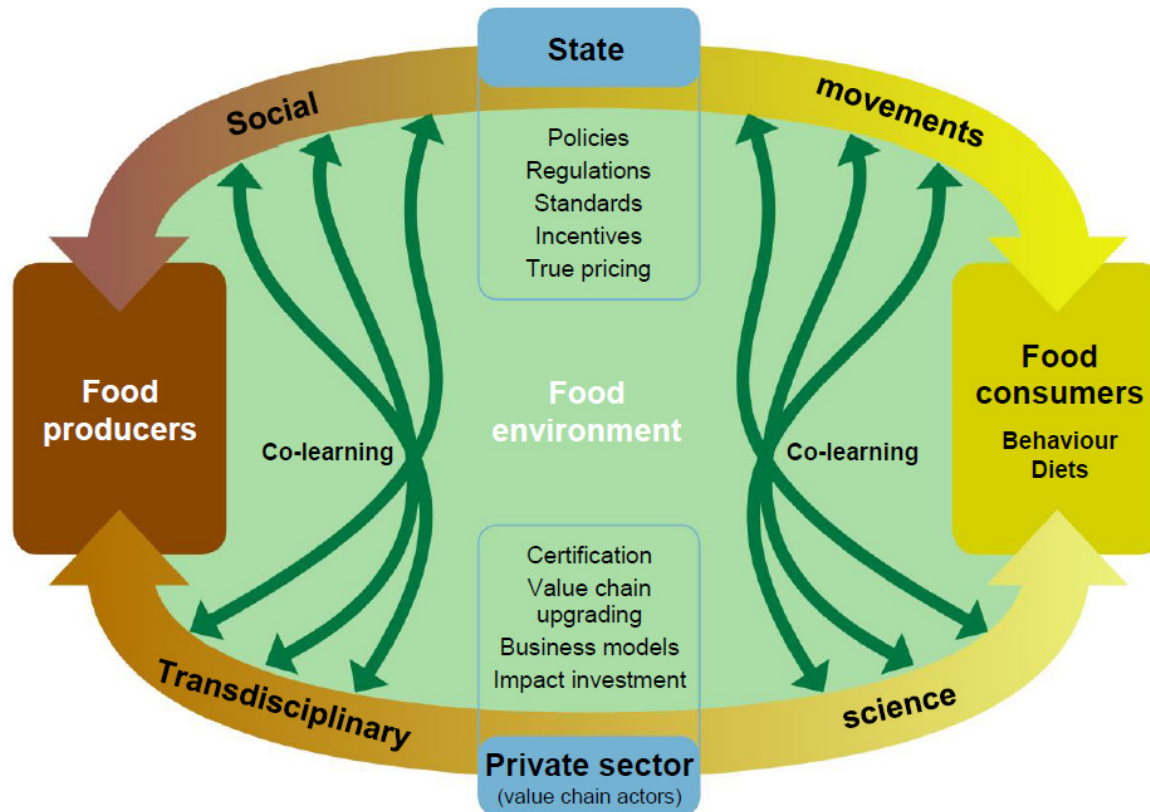 State
Social
movements
Policies
Regulations
Standards
Incentives
True pricing
Food
producers
Food
environment
Food
consumers
Behaviour
Diets
Co-learning
Co-learning
Certification
Value chain
upgrading
Business models
Impact investment
Transdisciplinary
science
Private sector
(value chain actors)